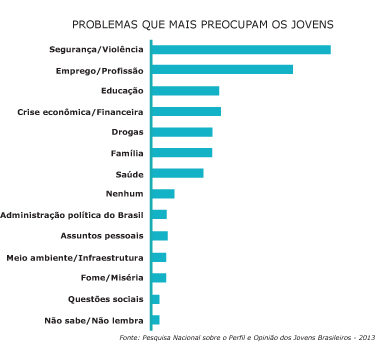 PROBLEMAS QUE MAIS PREOCUPAM OS JOVENS
Segurança/Violência
Emprego/Profissão
Educação
Crise econômica/Financeira
Drogas
Família
Saúde
Nenhum
Administração política do Brasil
Assuntos pessoais
Meio ambiente/Infraestrutura
Fome/Miséria
Questões sociais
Não sabe/Não lembra
Fonte: Pesquisa Nacional sobre o Perfil e Opinião dos Jovens Brasileiros - 2013